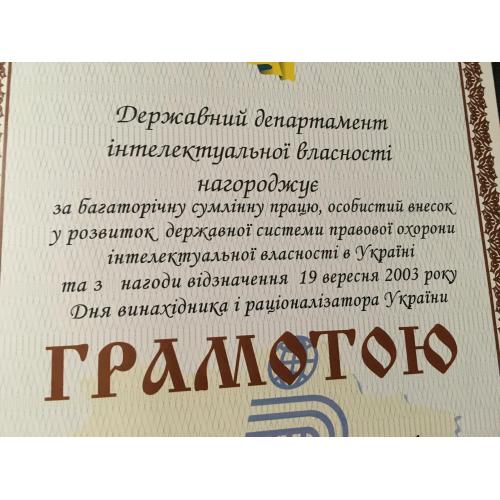 Державний департамент
інтелектуальної власності
нагороджує
за багаторічну сумлінну працю, особистий внесок
у розвиток державної системи правової охорони
інтелектуальної власності в Україні
та з нагоди відзначення 19 вересня 2003 року
Дня винахідника і раціоналізатора України
ГРАМОТОЮ